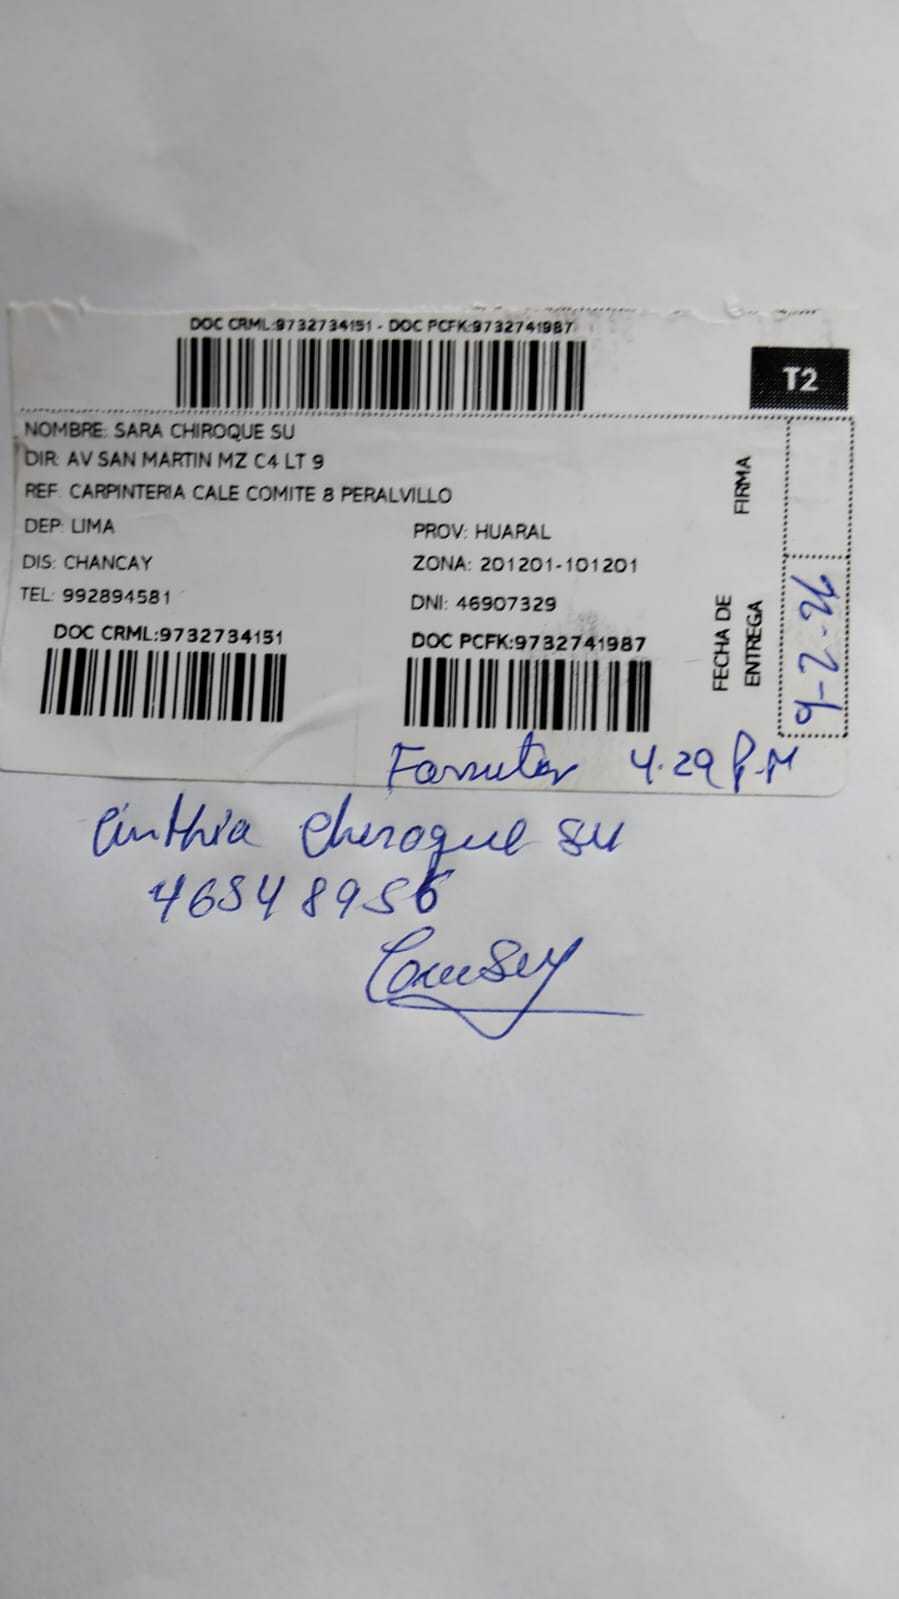 DOC CRML:9732734151 - DOC PCFK:9732741987
T2
NOMBRE: SARA CHIROQUE SU
DIR: AV SAN MARTIN MZ C4 LT 9
REF: CARPINTERIA CALE COMITE 8 PERALVILLO
DEP: LIMA
PROV: HUARAL
DIS: CHANCAY
ZONA: 201201-101201
TEL: 992894581
DNI: 46907329
DOC CRML:9732734151
DOC PCFK:9732741987
FIRMA
FECHA DE
ENTREGA
6-2-26
4.29 P.M
Cinthia Chiroque Su
46548956